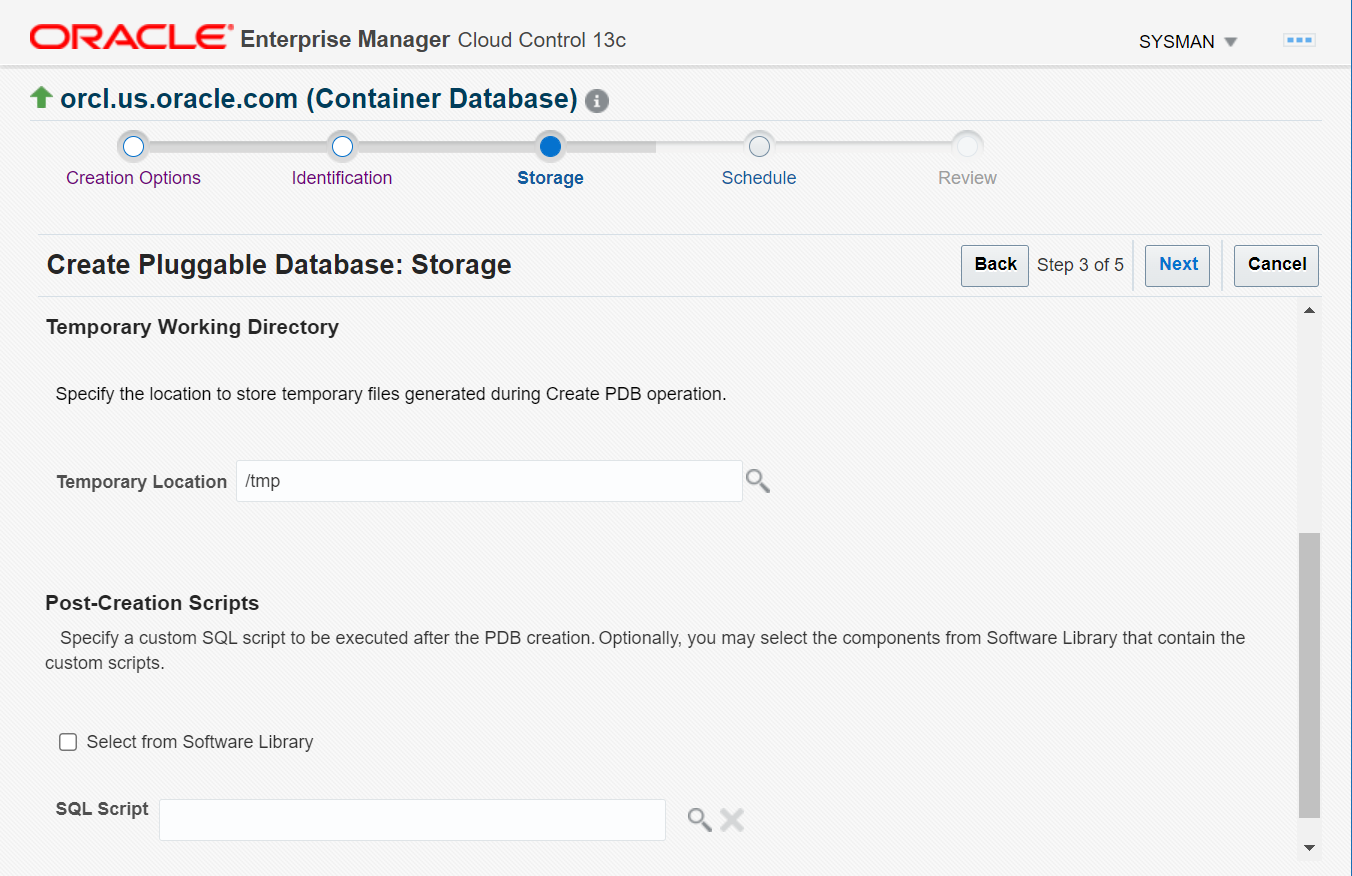 ORACLE® Enterprise Manager Cloud Control 13c
SYSMAN
orcl.us.oracle.com (Container Database)
Creation Options Identification Storage Schedule Review
Create Pluggable Database: Storage
Back Step 3 of 5 Next Cancel
Temporary Working Directory
Specify the location to store temporary files generated during Create PDB operation.
Temporary Location /tmp
Post-Creation Scripts
Specify a custom SQL script to be executed after the PDB creation. Optionally, you may select the components from Software Library that contain the
custom scripts.
Select from Software Library
SQL Script